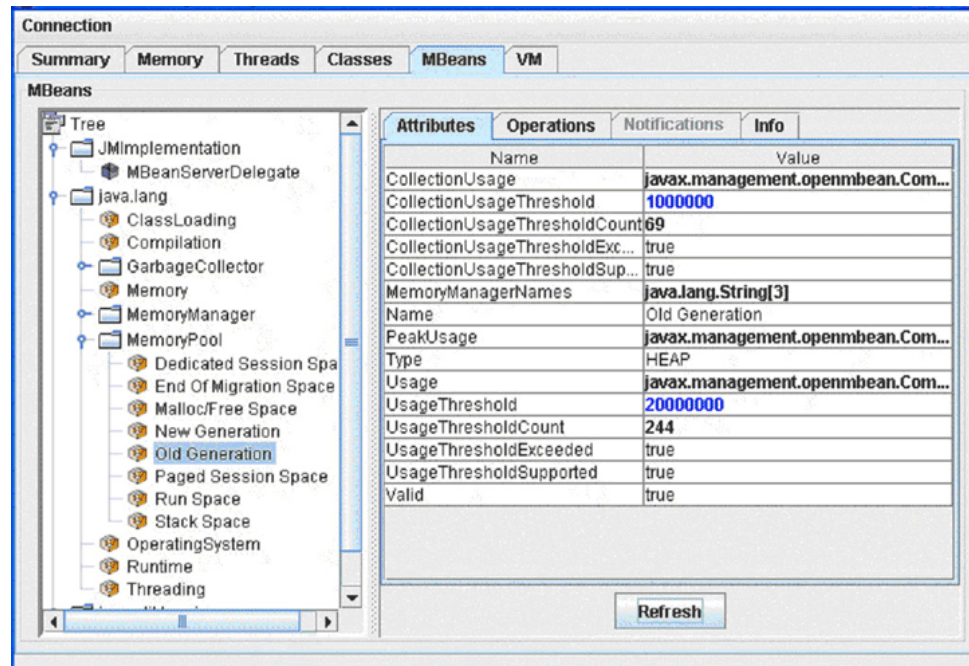 Connection
Summary Memory Threads Classes MBeans VM
MBeans
Tree
JMImplementation
MBeanServerDelegate
java.lang
ClassLoading
Compilation
GarbageCollector
Memory
MemoryManager
MemoryPool
Dedicated Session Spa
End Of Migration Space
Malloc/Free Space
New Generation
Old Generation
Paged Session Space
Run Space
Stack Space
OperatingSystem
Runtime
Threading
Attributes Operations Notifications Info
Name Value
CollectionUsage javax.management.openmbean.Com...
CollectionUsageThreshold 1000000
CollectionUsageThresholdCount 69
CollectionUsageThresholdExc... true
CollectionUsageThresholdSup... true
MemoryManagerNames java.lang.String[3]
Name Old Generation
PeakUsage javax.management.openmbean.Com...
Type HEAP
Usage javax.management.openmbean.Com...
UsageThreshold 20000000
UsageThresholdCount 244
UsageThresholdExceeded true
UsageThresholdSupported true
Valid true
Refresh